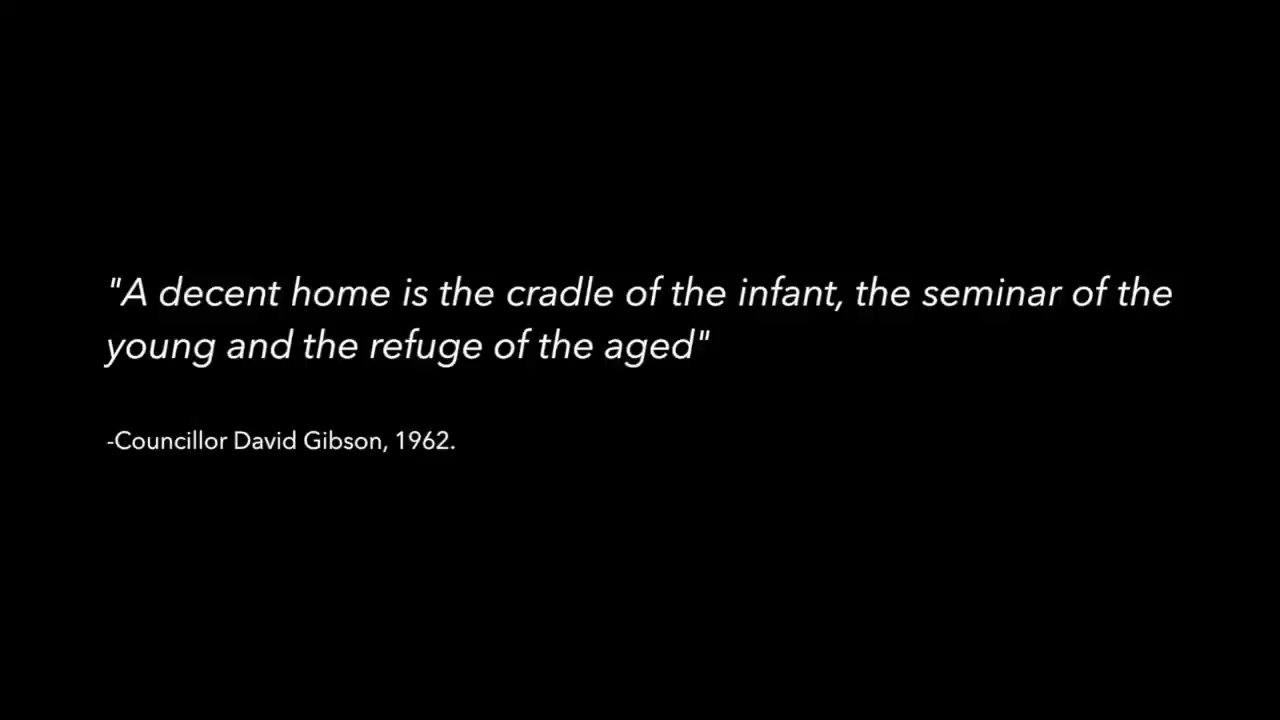 "A decent home is the cradle of the infant, the seminar of the
young and the refuge of the aged"
-Councillor David Gibson, 1962.